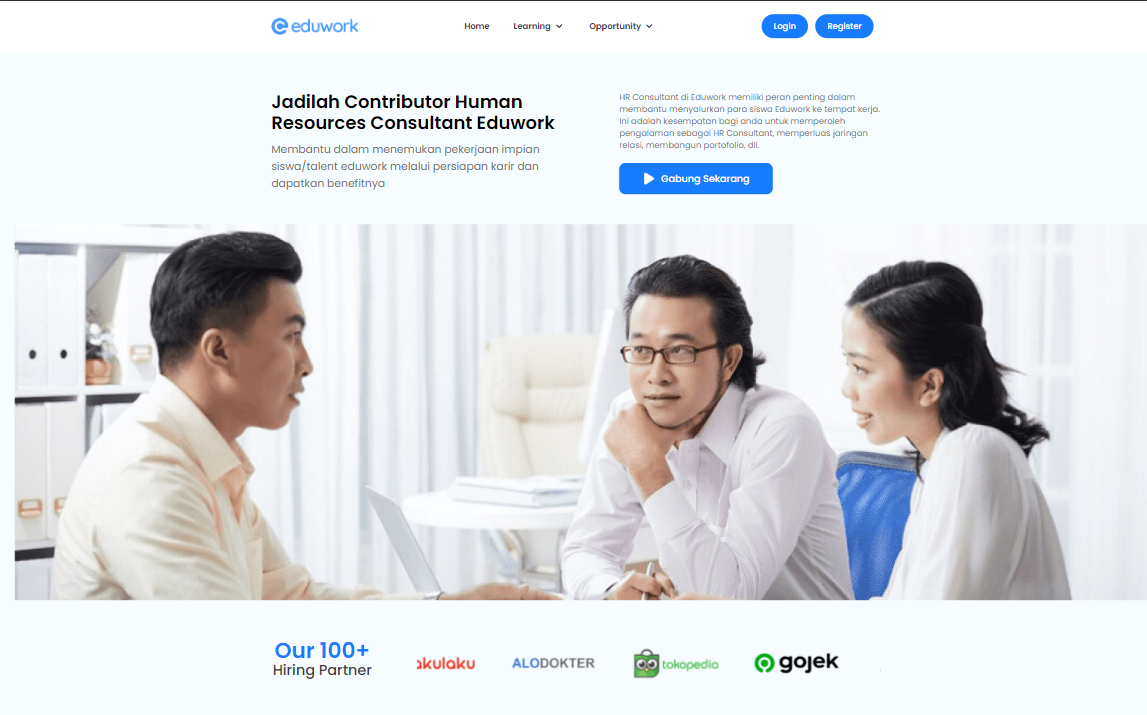 eduwork
Home
Learning
Opportunity
Login
Register
Jadilah Contributor Human
Resources Consultant Eduwork
Membantu dalam menemukan pekerjaan impian
siswa/talent eduwork melalui persiapan karir dan
dapatkan benefitnya
HR Consultant di Eduwork memiliki peran penting dalam
membantu menyalurkan para siswa Eduwork ke tempat kerja.
Ini adalah kesempatan bagi anda untuk memperoleh
pengalaman sebagai HR Consultant, memperluas jaringan
relasi, membangun portofolio, dll.
Gabung Sekarang
Our 100+
Hiring Partner
akulaku
ALODOKTER
tokopedia
gojek